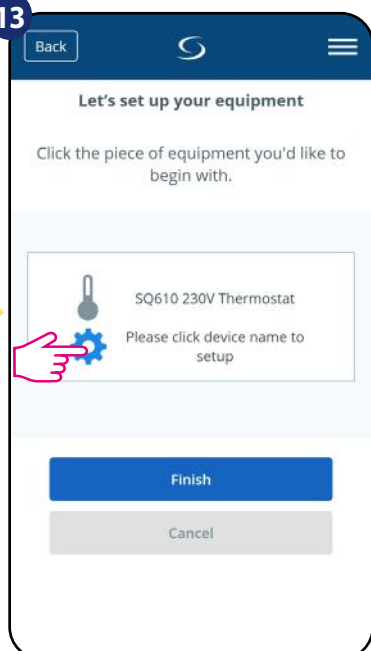 13
Back
Let's set up your equipment
Click the piece of equipment you'd like to
begin with.
SQ610 230V Thermostat
Please click device name to
setup
Finish
Cancel